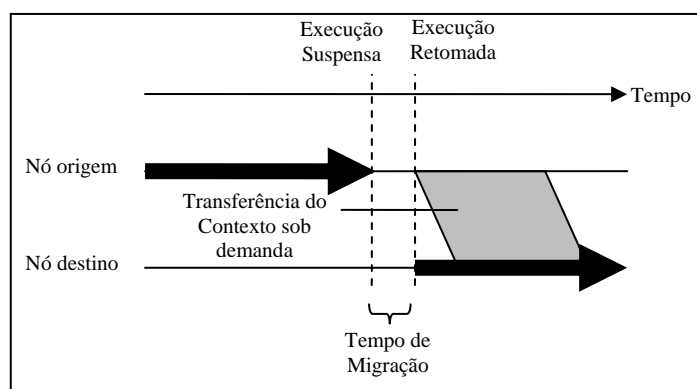 Execução
Suspensa
Execução
Retomada
Tempo
Nó origem
Transferência do
Contexto sob
demanda
Nó destino
Tempo de
Migração